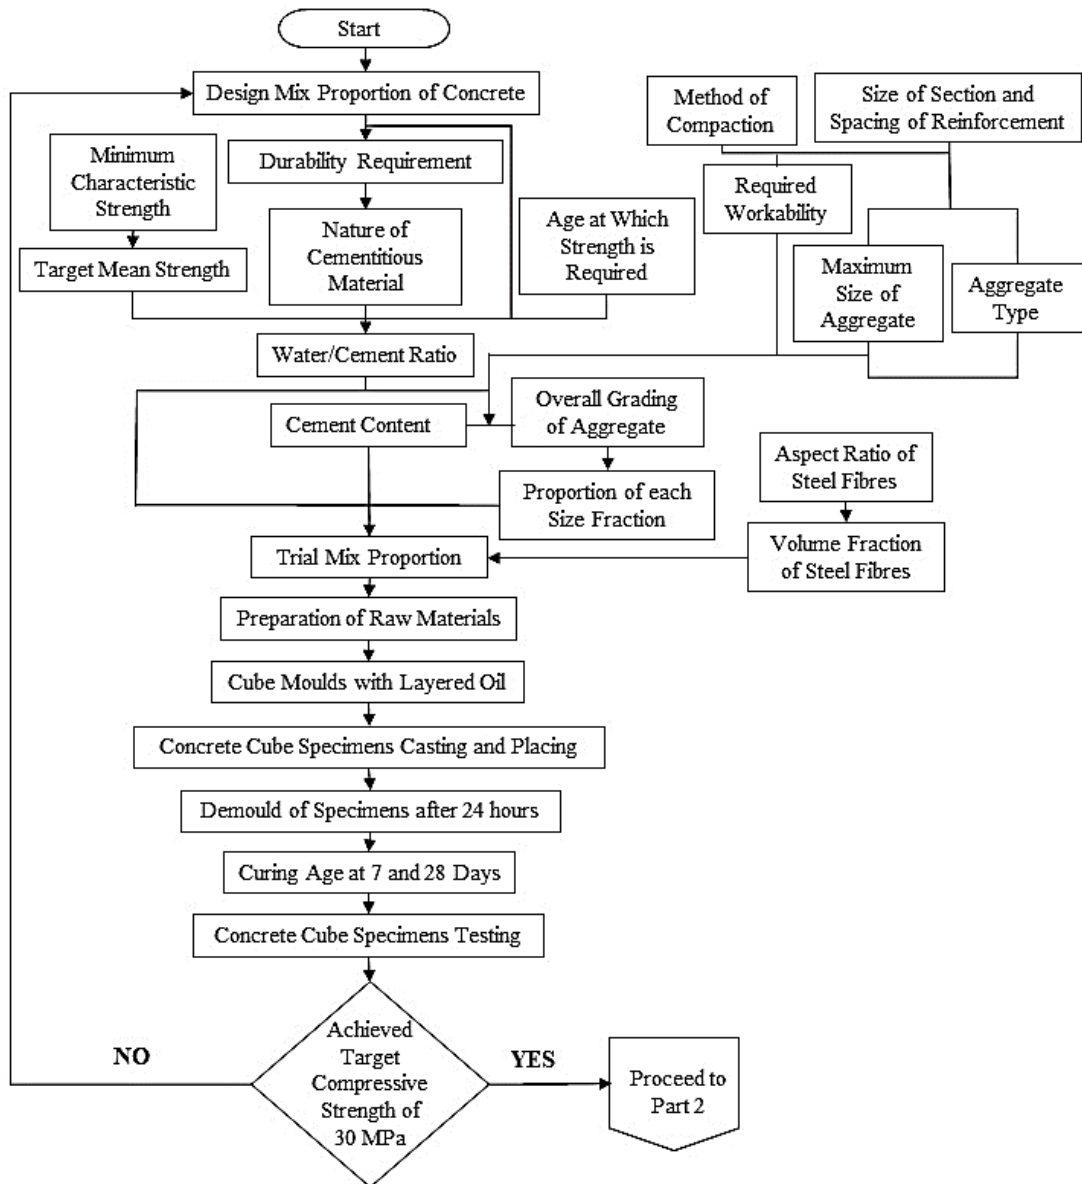 Start
Design Mix Proportion of Concrete
Method of
Compaction
Size of Section and
Spacing of Reinforcement
Minimum
Characteristic
Strength
Durability Requirement
Required
Workability
Nature of
Cementitious
Material
Age at Which
Strength is
Required
Target Mean Strength
Maximum
Size of
Aggregate
Aggregate
Type
Water/Cement Ratio
Cement Content
Overall Grading
of Aggregate
Aspect Ratio of
Steel Fibres
Proportion of each
Size Fraction
Trial Mix Proportion
Volume Fraction
of Steel Fibres
Preparation of Raw Materials
Cube Moulds with Layered Oil
Concrete Cube Specimens Casting and Placing
Demould of Specimens after 24 hours
Curing Age at 7 and 28 Days
Concrete Cube Specimens Testing
Achieved
Target
Compressive
Strength of
30 MPa
NO
YES
Proceed to
Part 2